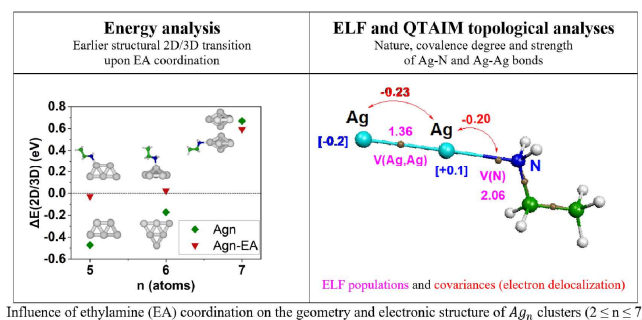 Energy analysis
Earlier structural 2D/3D transition
upon EA coordination
ΔE(2D/3D) (eV)
0.8
0.6
0.4
0.2
0.0
-0.2
-0.4
-0.6
5
6
7
n (atoms)
Agn
Agn-EA
ELF and QTAIM topological analyses
Nature, covalence degree and strength
of Ag-N and Ag-Ag bonds
-0.23
Ag
[-0.2]
1.36
V(Ag,Ag)
Ag
-0.20
[+0.1]
N
V(N)
2.06
ELF populations and covariances (electron delocalization)
Influence of ethylamine (EA) coordination on the geometry and electronic structure of Agn clusters (2 ≤ n ≤ 7